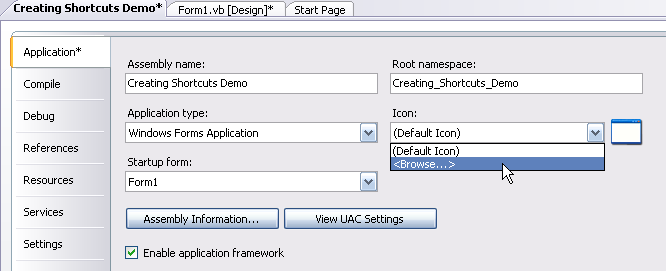 Creating Shortcuts Demo* Form1.vb [Design]* Start Page
Application*
Compile
Debug
References
Resources
Services
Settings
Assembly name: Root namespace:
Creating Shortcuts Demo Creating_Shortcuts_Demo
Application type: Icon:
Windows Forms Application (Default Icon)
(Default Icon)
<Browse...>
Startup form:
Form1
Assembly Information... View UAC Settings
Enable application framework